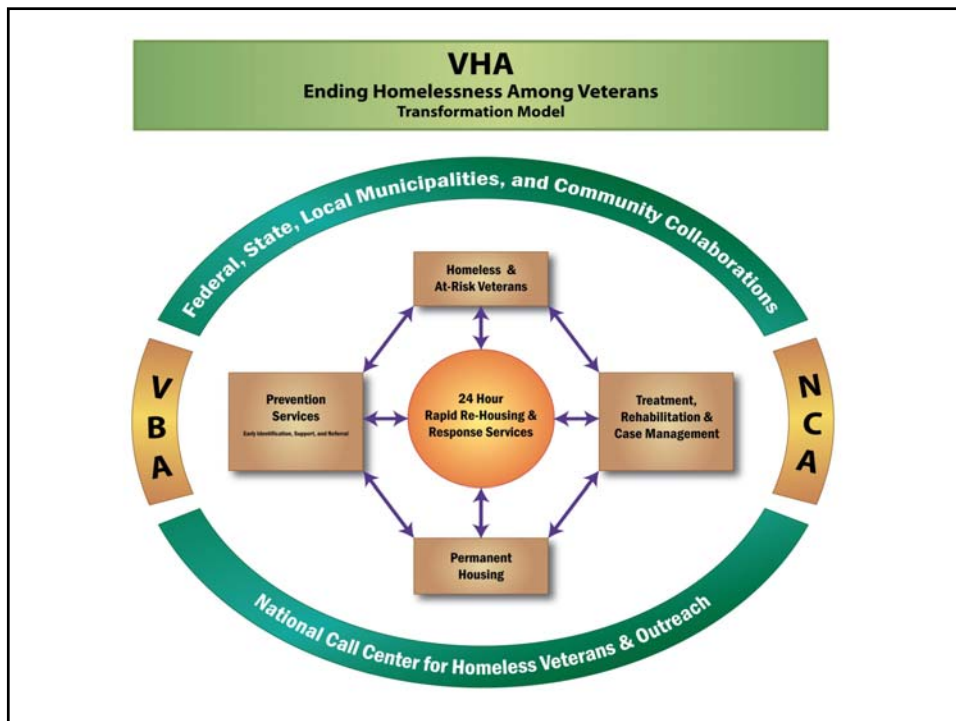 VHA
Ending Homelessness Among Veterans
Transformation Model
Federal, State, Local Municipalities, and Community Collaborations
Homeless &
At-Risk Veterans
VBA
Prevention
Services
Early Identification, Support, and Referral
24 Hour
Rapid Re-Housing &
Response Services
Treatment,
Rehabilitation &
Case Management
NCA
Permanent
Housing
National Call Center for Homeless Veterans & Outreach